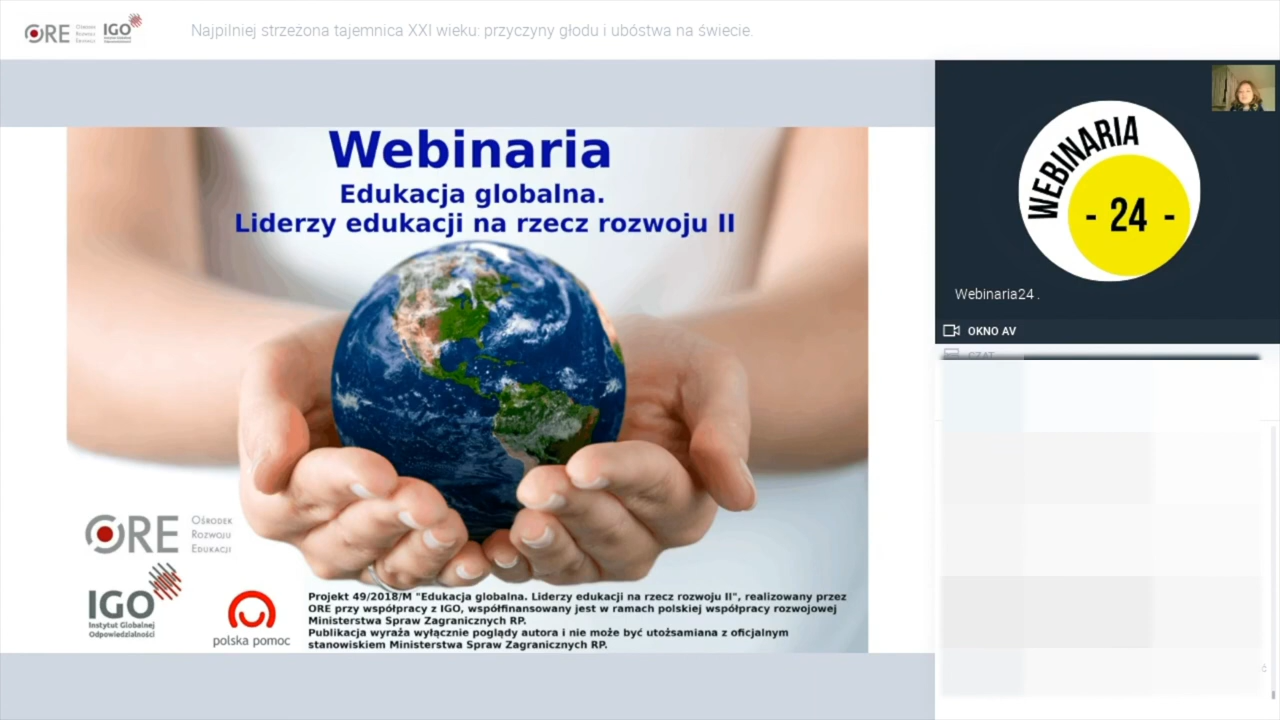 ORE
Ośrodek
Rozwoju
Edukacji
IGO
Najpilniej strzeżona tajemnica XXI wieku: przyczyny głodu i ubóstwa na świecie.
Webinaria
Edukacja globalna.
Liderzy edukacji na rzecz rozwoju II
ORE
Ośrodek
Rozwoju
Edukacji
IGO
Instytut Globalnej
Odpowiedzialności
polska pomoc
Projekt 49/2018/M "Edukacja globalna. Liderzy edukacji na rzecz rozwoju II", realizowany przez
ORE przy współpracy z IGO, współfinansowany jest w ramach polskiej współpracy rozwojowej
Ministerstwa Spraw Zagranicznych RP.
Publikacja wyraża wyłącznie poglądy autora i nie może być utożsamiana z oficjalnym
stanowiskiem Ministerstwa Spraw Zagranicznych RP.
WEBINARIA
- 24 -
Webinaria24 .
OKNO AV
CZAT